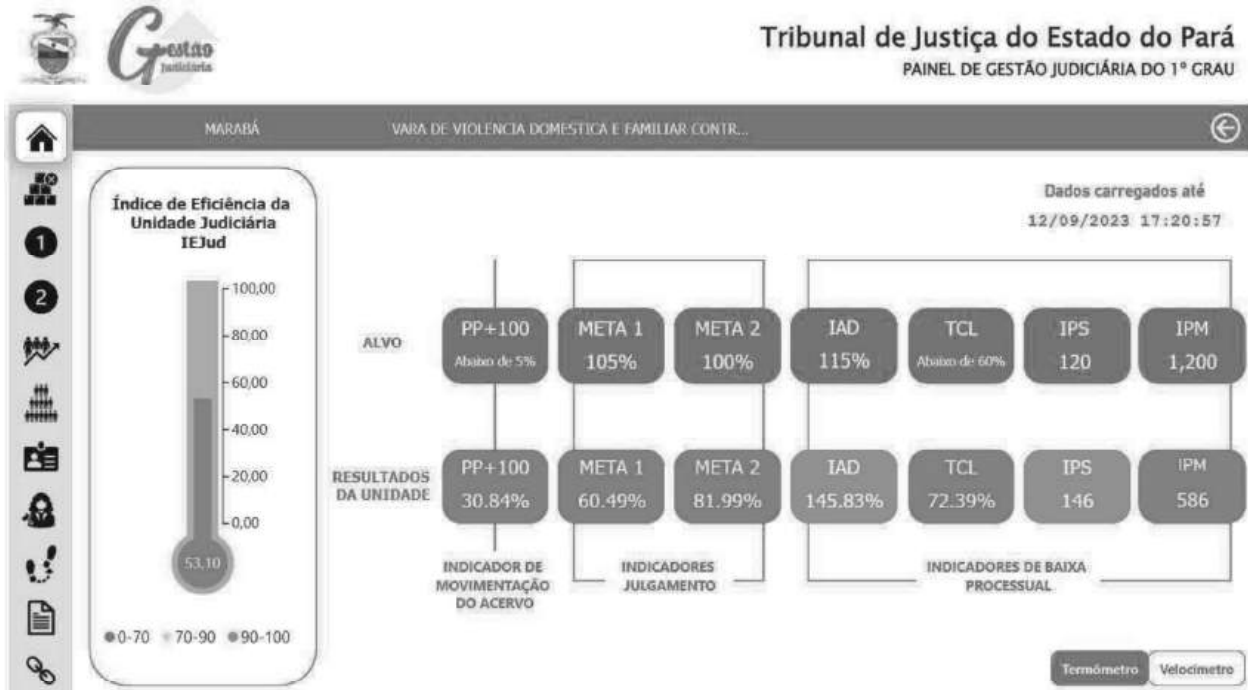 Gestão
Judiciária
Tribunal de Justiça do Estado do Pará
PAINEL DE GESTÃO JUDICIÁRIA DO 1º GRAU
MARABÁ
VARA DE VIOLENCIA DOMESTICA E FAMILIAR CONTR...
Dados carregados até
12/09/2023 17:20:57
Índice de Eficiência da
Unidade Judiciária
IEJud
100,00
80,00
60,00
40,00
20,00
0,00
53,10
0-70 70-90 90-100
1
2
ALVO
PP+100
Abaixo de 5%
META 1
105%
META 2
100%
IAD
115%
TCL
Abaixo de 60%
IPS
120
IPM
1,200
RESULTADOS
DA UNIDADE
PP+100
30.84%
META 1
60.49%
META 2
81.99%
IAD
145.83%
TCL
72.39%
IPS
146
IPM
586
INDICADOR DE
MOVIMENTAÇÃO
DO ACERVO
INDICADORES
JULGAMENTO
INDICADORES DE BAIXA
PROCESSUAL
Termômetro
Velocímetro